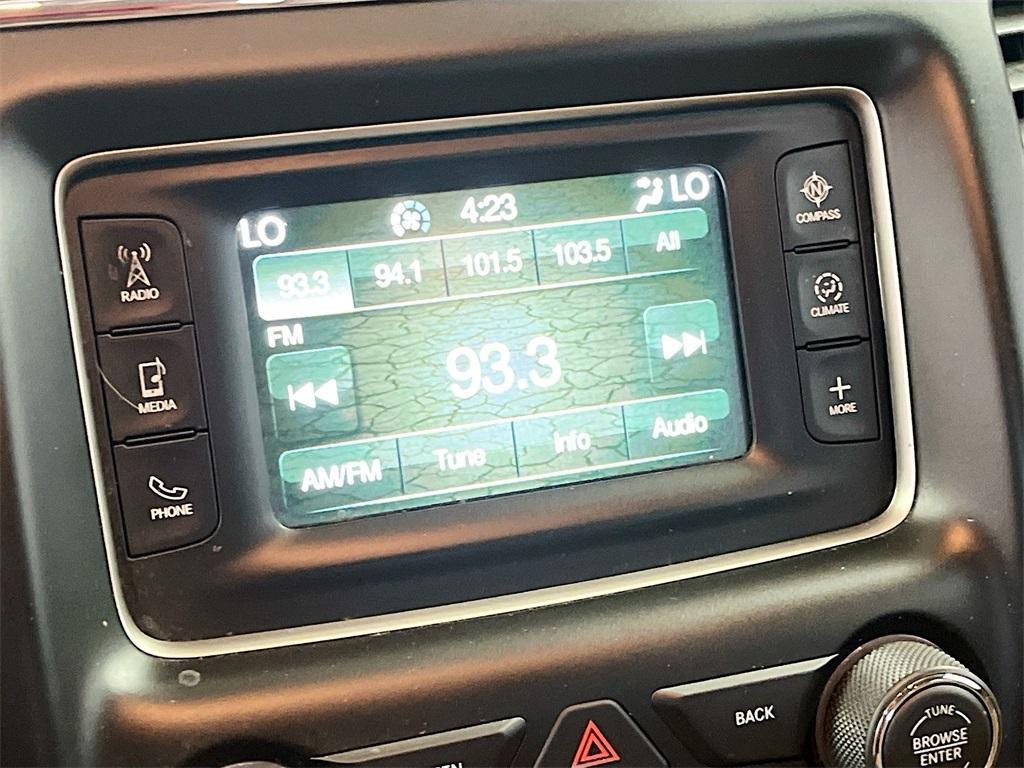 LO 4:23 LO
93.3 94.1 101.5 103.5 All
FM
93.3
AM/FM Tune Info Audio
RADIO
MEDIA
PHONE
N
COMPASS
CLIMATE
MORE
BACK
TUNE
BROWSE
ENTER